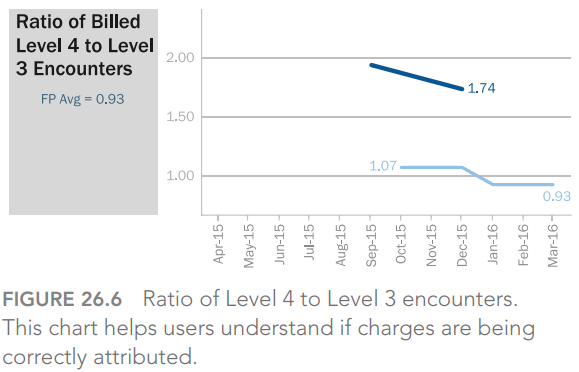 Ratio of Billed
Level 4 to Level
3 Encounters
FP Avg = 0.93
2.00
1.74
1.50
1.07
1.00
0.93
Apr-15
May-15
Jun-15
Jul-15
Aug-15
Sep-15
Oct-15
Nov-15
Dec-15
Jan-16
Feb-16
Mar-16
FIGURE 26.6 Ratio of Level 4 to Level 3 encounters.
This chart helps users understand if charges are being
correctly attributed.